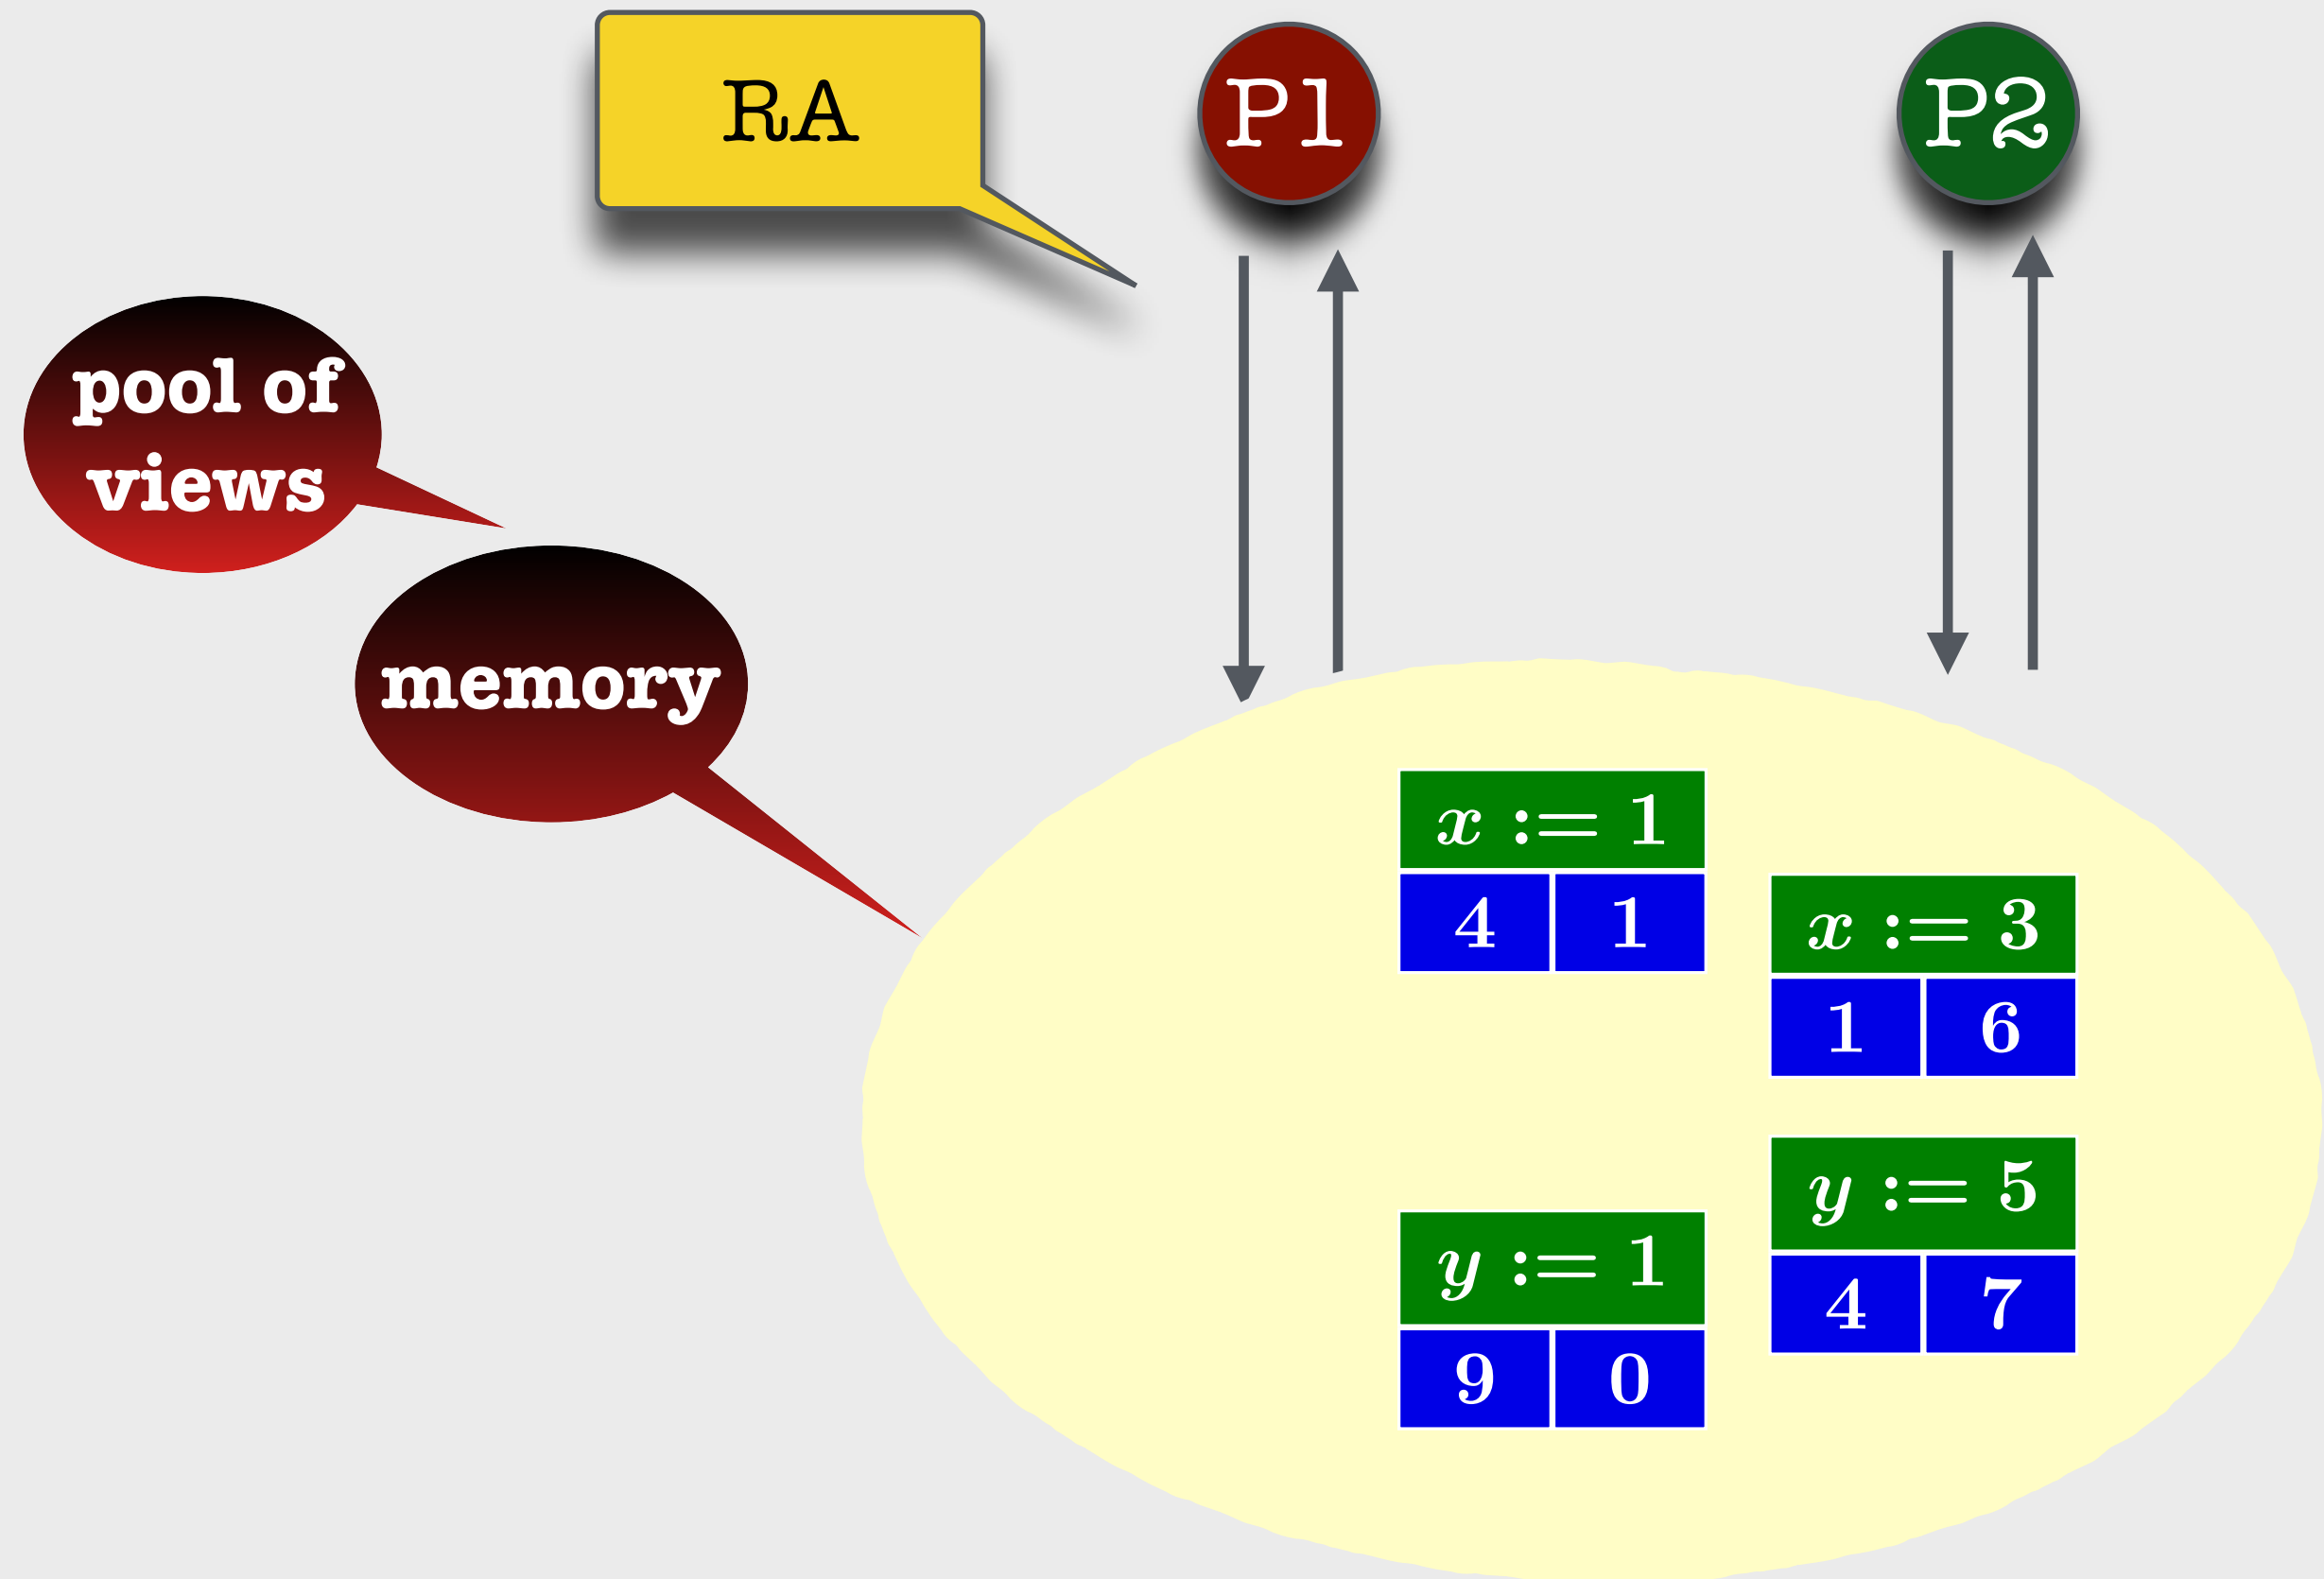 RA
P1
P2
pool of
views
memory
x := 1
4 1
x := 3
1 6
y := 5
4 7
y := 1
9 0